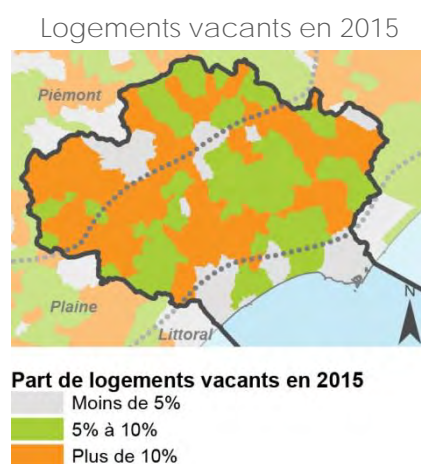 Logements vacants en 2015
Piémont
Plaine
Littoral
N
Part de logements vacants en 2015
Moins de 5%
5% à 10%
Plus de 10%